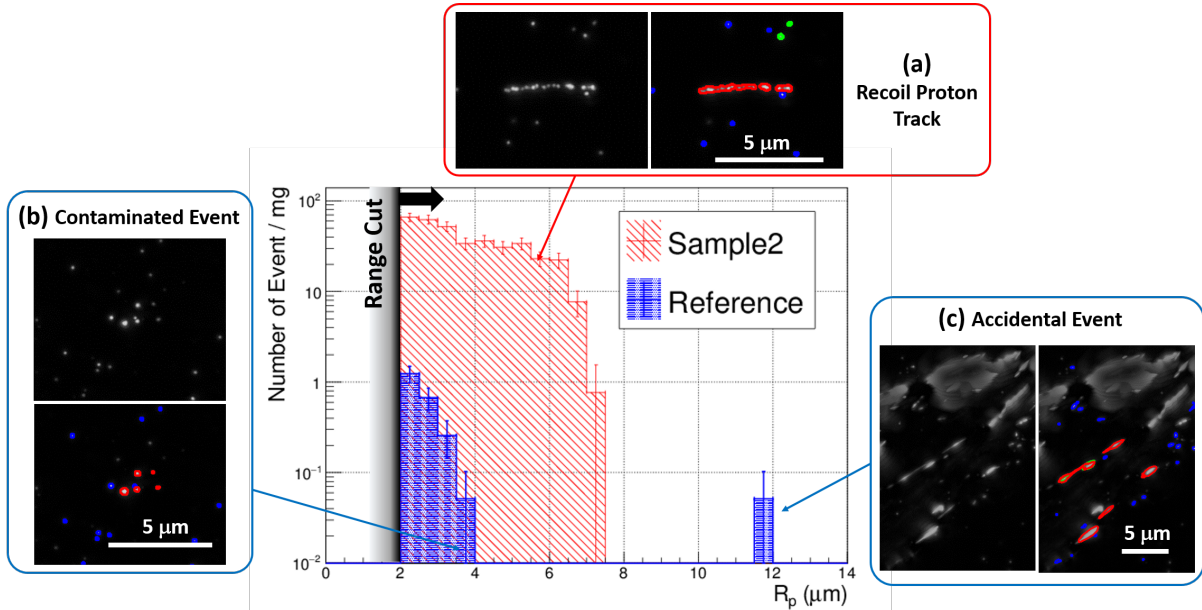 (a)
Recoil Proton
Track
5 μm
(b) Contaminated Event
5 μm
Number of Event / mg
10²
10
1
10⁻¹
10⁻²
Range Cut
Sample2
Reference
0 2 4 6 8 10 12 14
Rₚ (μm)
(c) Accidental Event
5 μm